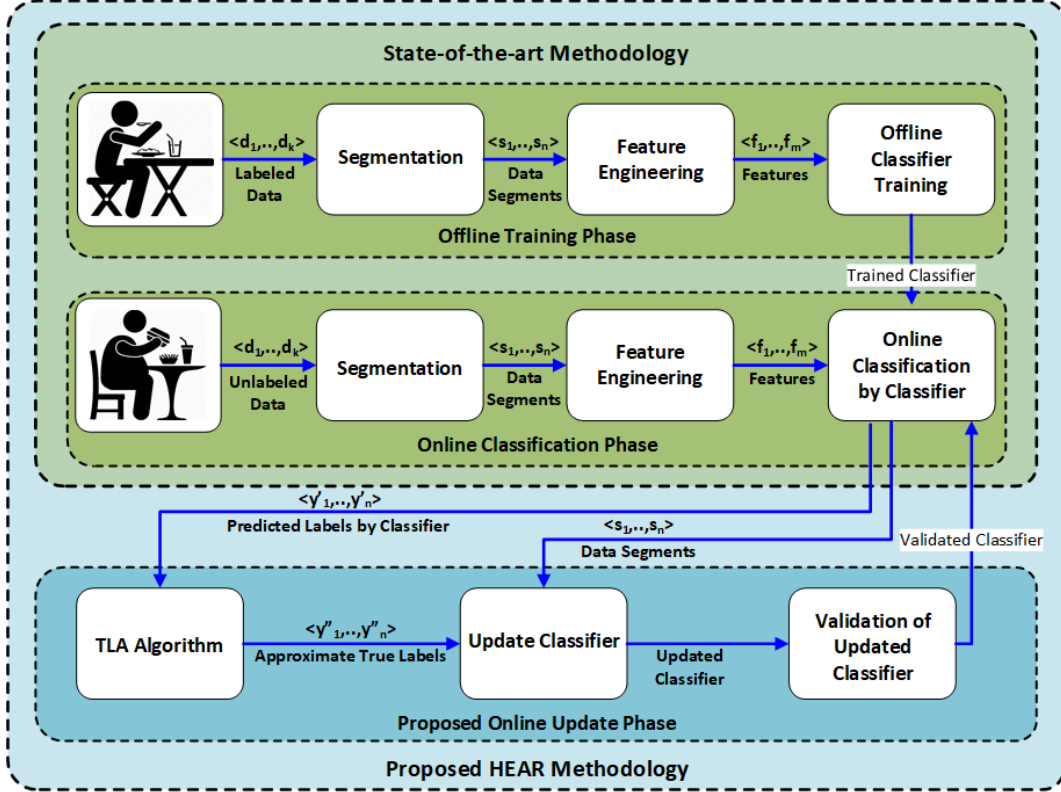 State-of-the-art Methodology
<d1,..,dk>
Labeled
Data
Segmentation
<s1,..,sn>
Data
Segments
Feature
Engineering
<f1,..,fm>
Features
Offline
Classifier
Training
Offline Training Phase
Trained Classifier
<d1,..,dk>
Unlabeled
Data
Segmentation
<s1,..,sn>
Data
Segments
Feature
Engineering
<f1,..,fm>
Features
Online
Classification
by Classifier
Online Classification Phase
<y'1,..,y'n>
Predicted Labels by Classifier
<s1,..,sn>
Data Segments
Validated Classifier
TLA Algorithm
<y"1,..,y"n>
Approximate True Labels
Update Classifier
Updated
Classifier
Validation of
Updated
Classifier
Proposed Online Update Phase
Proposed HEAR Methodology